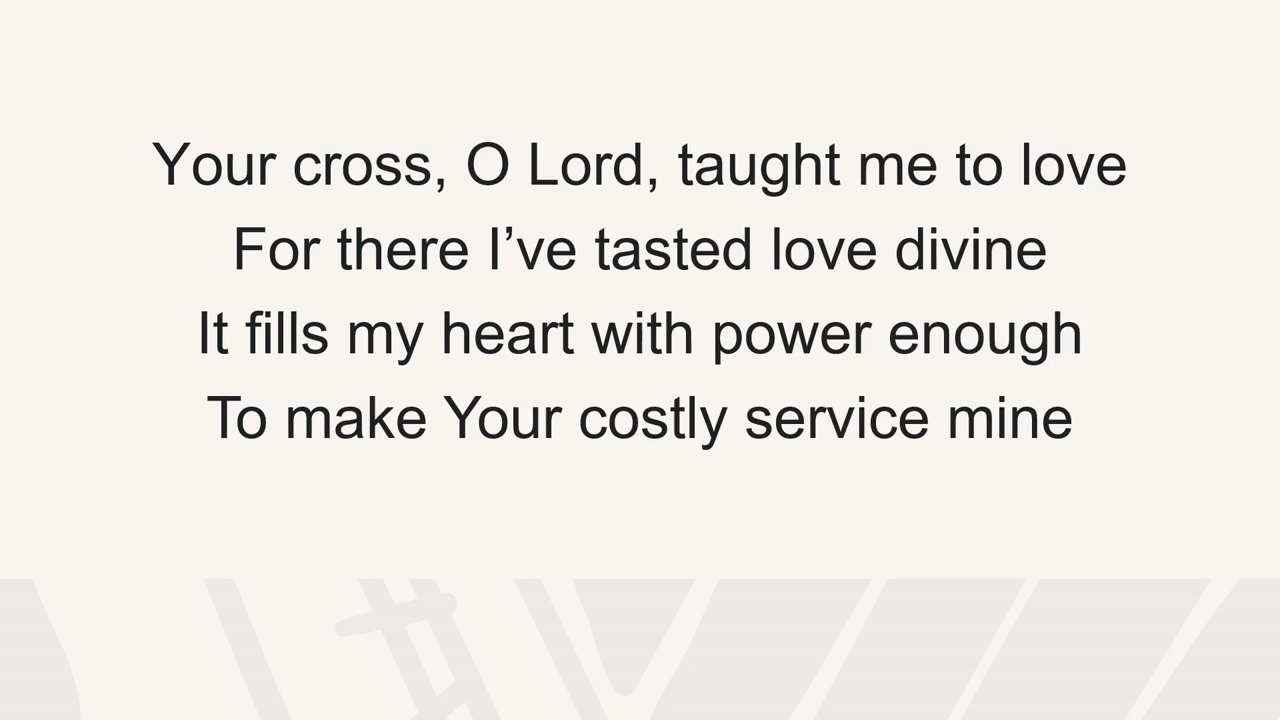 Your cross, O Lord, taught me to love
For there I’ve tasted love divine
It fills my heart with power enough
To make Your costly service mine